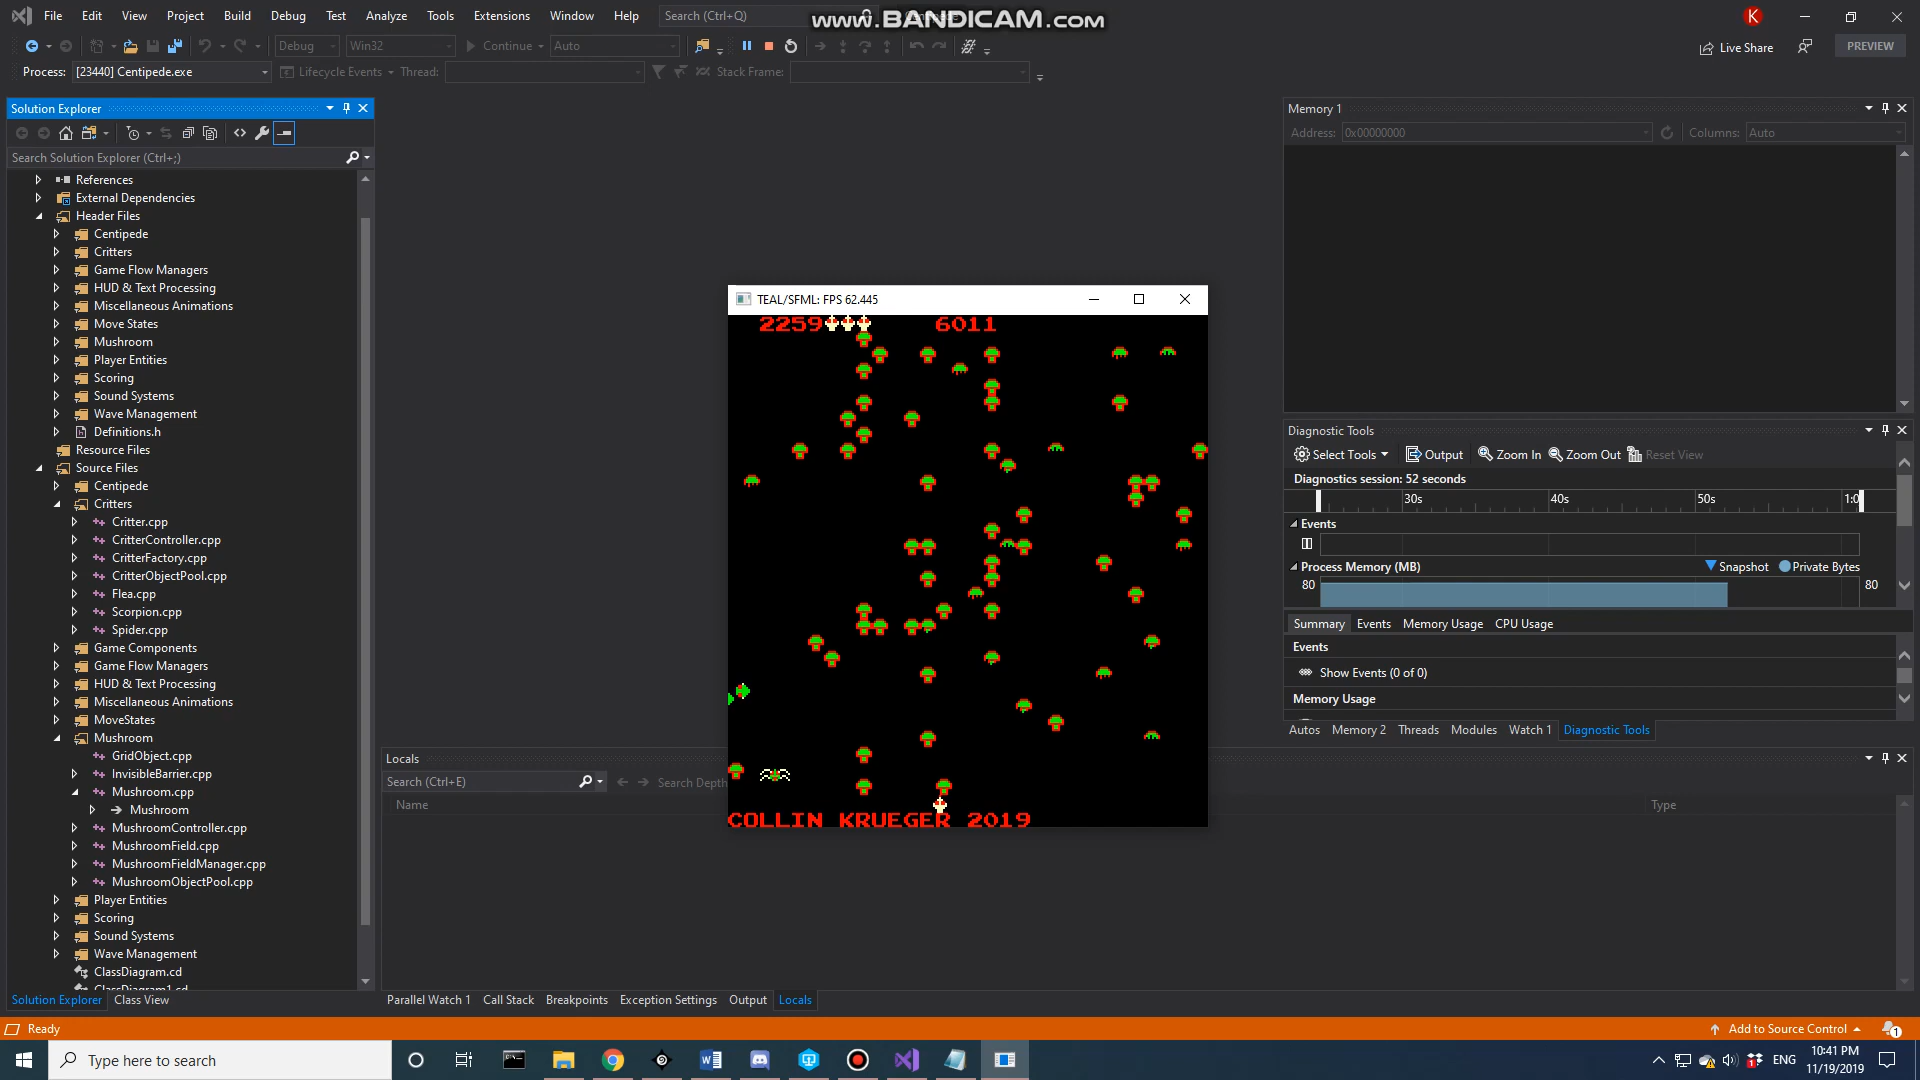 File Edit View Project Build Debug Test Analyze Tools Extensions Window Help Search (Ctrl+Q)
www.BANDICAM.com
K
Debug Win32 Continue Auto
Live Share PREVIEW
Process: [23440] Centipede.exe Lifecycle Events Thread: Stack Frame:
Solution Explorer
Search Solution Explorer (Ctrl+;)
References
External Dependencies
Header Files
Centipede
Critters
Game Flow Managers
HUD & Text Processing
Miscellaneous Animations
Move States
Mushroom
Player Entities
Scoring
Sound Systems
Wave Management
Definitions.h
Resource Files
Source Files
Centipede
Critters
Critter.cpp
CritterController.cpp
CritterFactory.cpp
CritterObjectPool.cpp
Flea.cpp
Scorpion.cpp
Spider.cpp
Game Components
Game Flow Managers
HUD & Text Processing
Miscellaneous Animations
MoveStates
Mushroom
GridObject.cpp
InvisibleBarrier.cpp
Mushroom.cpp
Mushroom
MushroomController.cpp
MushroomField.cpp
MushroomFieldManager.cpp
MushroomObjectPool.cpp
Player Entities
Scoring
Sound Systems
Wave Management
ClassDiagram.cd
ClassDiagram1.cd
Solution Explorer Class View
TEAL/SFML: FPS 62.445
2259 6011
COLLIN KRUEGER 2019
Memory 1
Address: 0x00000000 Columns: Auto
Diagnostic Tools
Select Tools Output Zoom In Zoom Out Reset View
Diagnostics session: 52 seconds
30s 40s 50s 1:0
Events
Process Memory (MB) Snapshot Private Bytes
80 80
Summary Events Memory Usage CPU Usage
Events
Show Events (0 of 0)
Memory Usage
Autos Memory 2 Threads Modules Watch 1 Diagnostic Tools
Locals
Search (Ctrl+E) Search Depth
Name Type
Parallel Watch 1 Call Stack Breakpoints Exception Settings Output Locals
Ready Add to Source Control 1
Type here to search
ENG 10:41 PM
11/19/2019